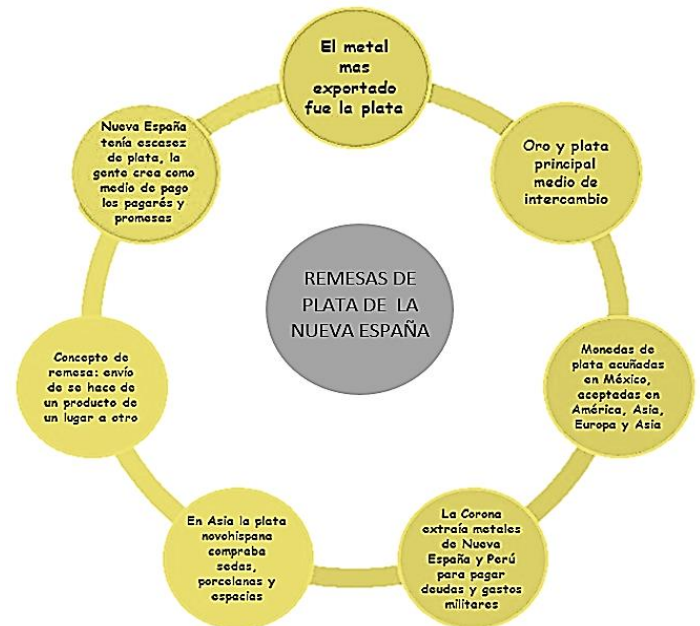 El metal
mas
exportado
fue la plata
Oro y plata
principal
medio de
intercambio
Monedas de
plata acuñadas
en México,
aceptadas en
América, Asia,
Europa y Asia
La Corona
extraía metales
de Nueva
España y Perú
para pagar
deudas y gastos
militares
En Asia la plata
novohispana
compraba
sedas,
porcelanas y
espacias
Concepto de
remesa: envío
de se hace de
un producto de
un lugar a otro
Nueva España
tenía escasez
de plata, la
gente crea como
medio de pago
los pagarés y
promesas
REMESAS DE
PLATA DE LA
NUEVA ESPAÑA